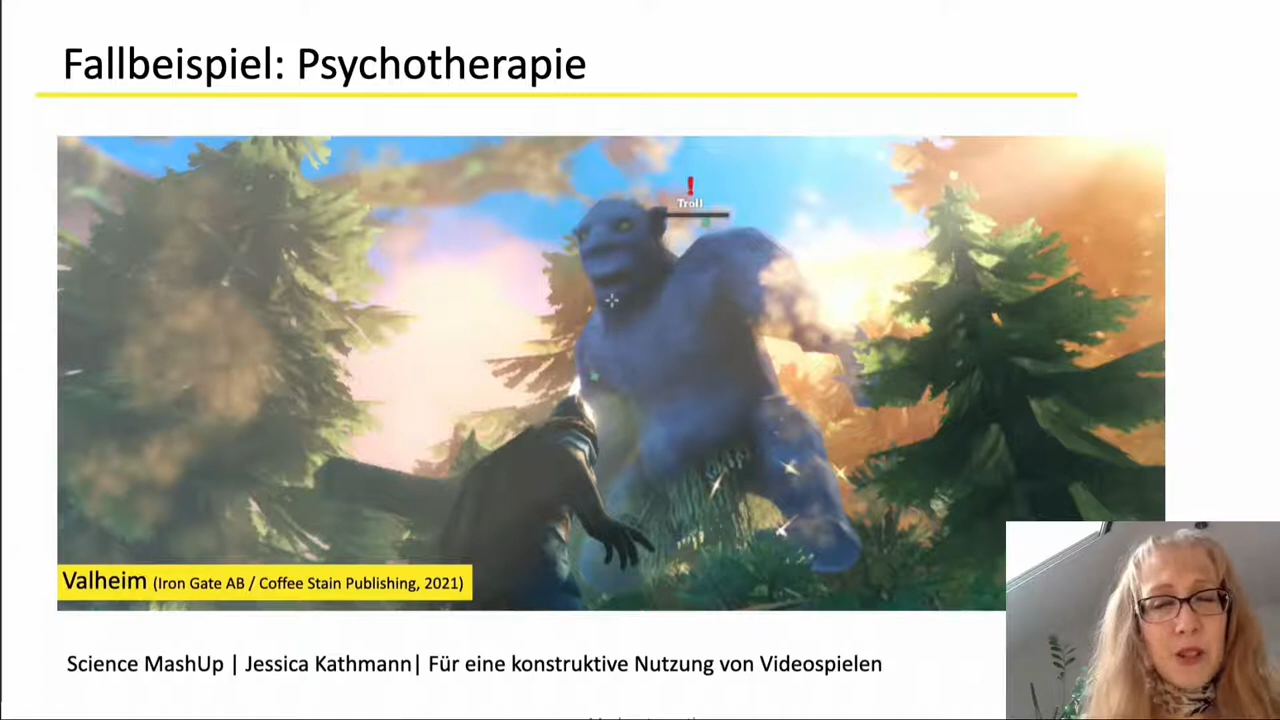 Fallbeispiel: Psychotherapie
!
Troll
Valheim (Iron Gate AB / Coffee Stain Publishing, 2021)
Science MashUp | Jessica Kathmann| Für eine konstruktive Nutzung von Videospielen